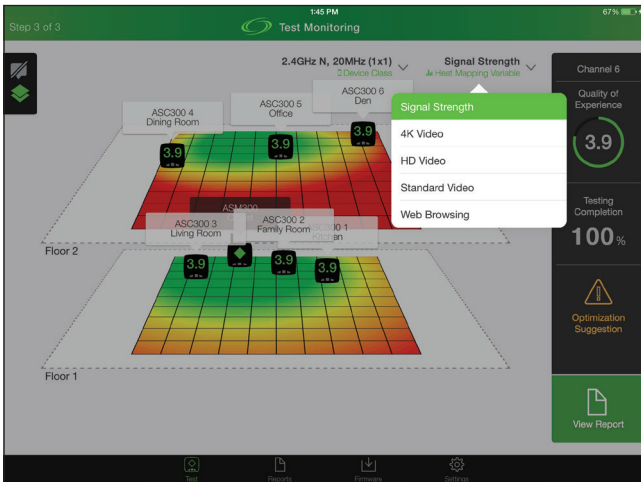 1:45 PM
67%
Step 3 of 3
Test Monitoring
2.4GHz N, 20MHz (1x1)
Device Class
Signal Strength
Heat Mapping Variable
Signal Strength
4K Video
HD Video
Standard Video
Web Browsing
Channel 6
Quality of
Experience
3.9
Testing
Completion
100%
Optimization
Suggestion
View Report
ASC300 6
Den
3.9
ASC300 5
Office
3.9
ASC300 4
Dining Room
3.9
Floor 2
ASM300
ASC300 3
Living Room
3.9
ASC300 2
Family Room
3.9
1
3.9
Floor 1
Test
Reports
Firmware
Settings